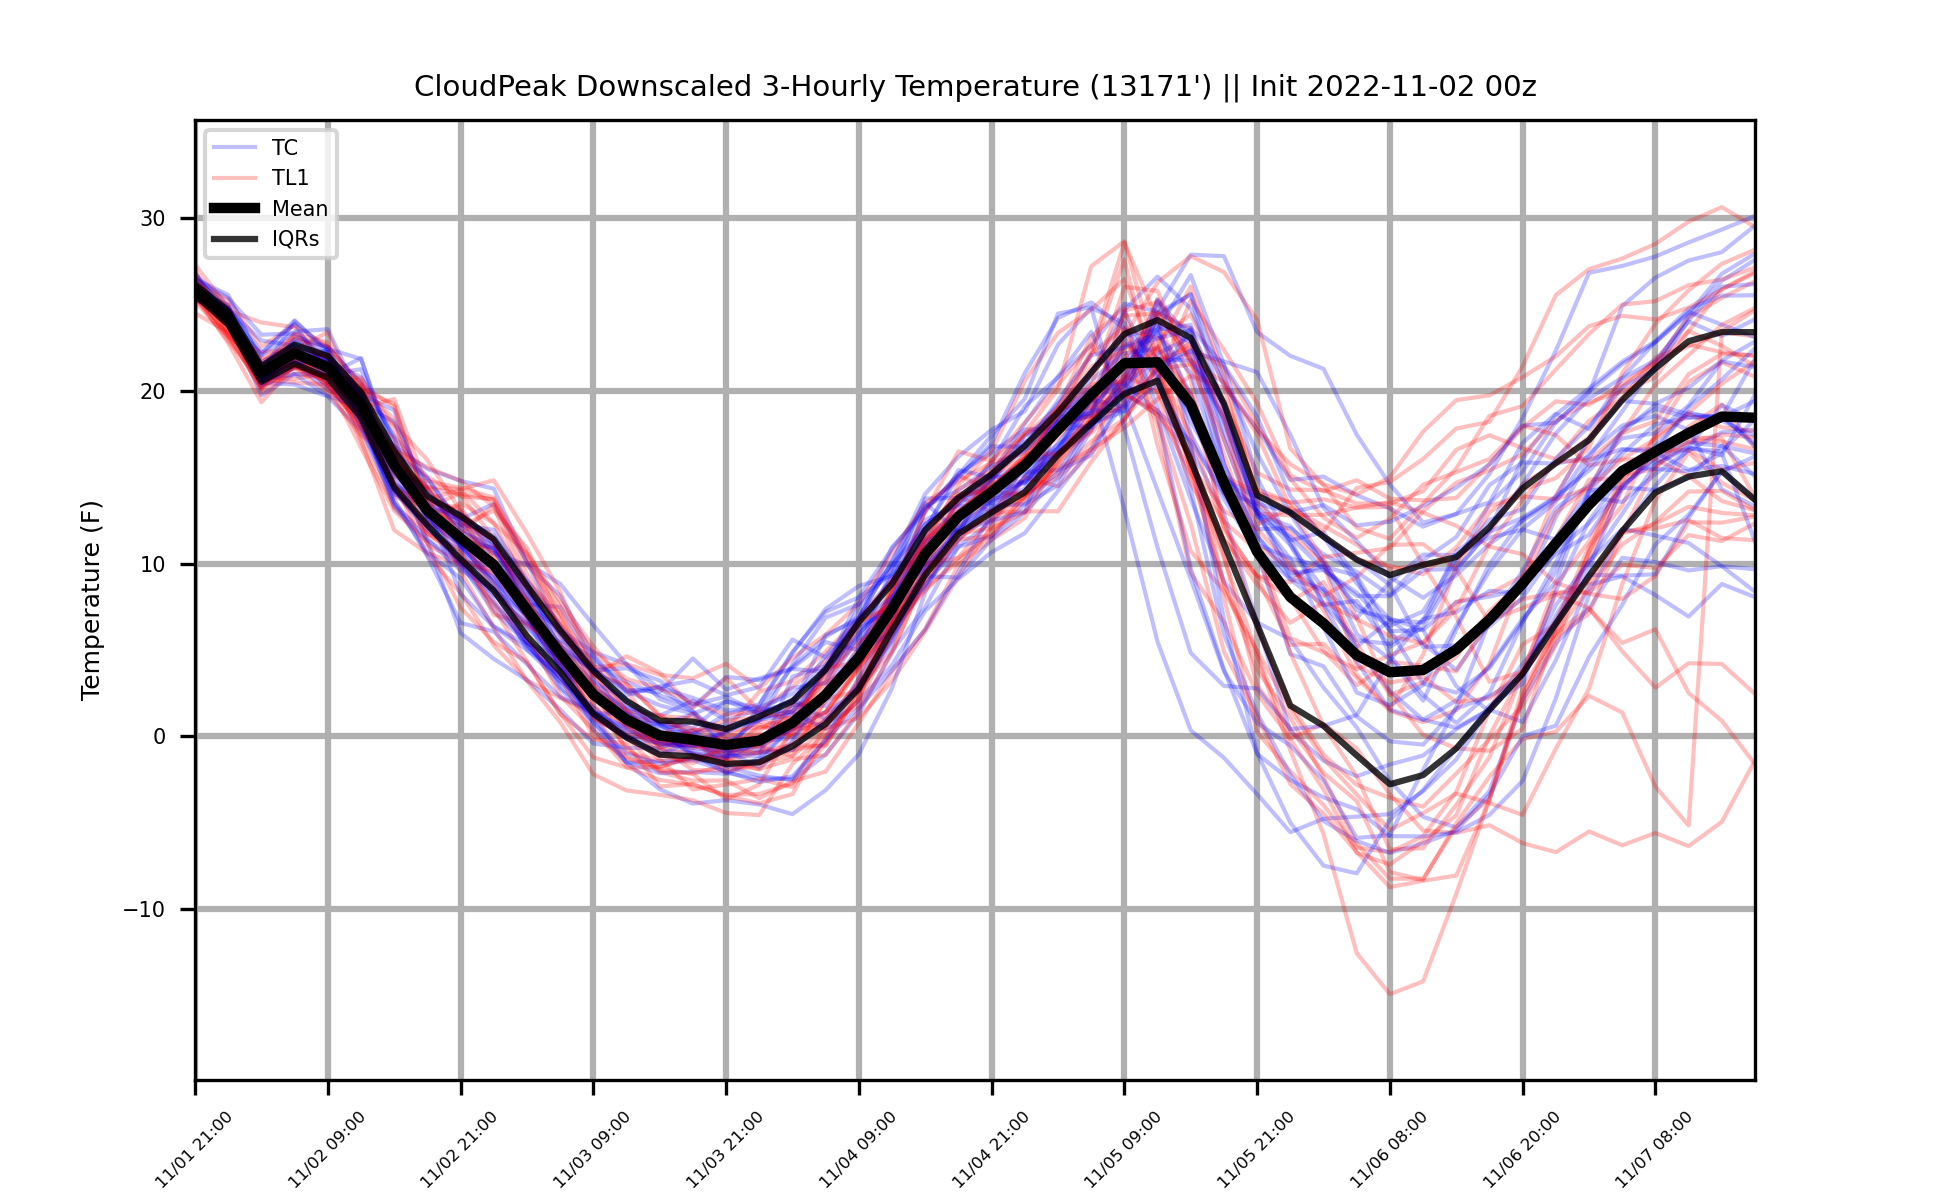 CloudPeak Downscaled 3-Hourly Temperature (13171') || Init 2022-11-02 00z
TC
TL1
Mean
IQRs
Temperature (F)
30
20
10
0
−10
11/01 21:00
11/02 09:00
11/02 21:00
11/03 09:00
11/03 21:00
11/04 09:00
11/04 21:00
11/05 09:00
11/05 21:00
11/06 08:00
11/06 20:00
11/07 08:00